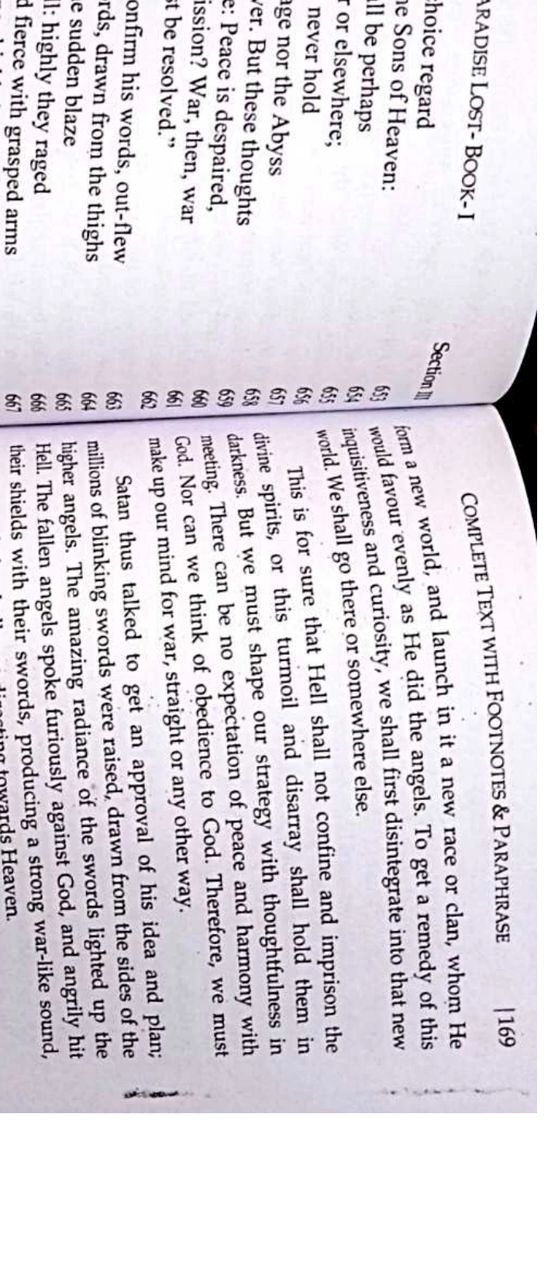 ARADISE LOST- BOOK-I
Section III
choice regard
he Sons of Heaven:
all be perhaps 653
r or elsewhere; 654
never hold 655
age nor the Abyss 656
ver. But these thoughts 657
e: Peace is despaired, 658
ission? War, then, war 659
st be resolved." 660
661
onfirm his words, out-flew 662
rds, drawn from the thighs 663
e sudden blaze 664
ll: highly they raged 665
d fierce with grasped arms 666
667
COMPLETE TEXT WITH FOOTNOTES & PARAPHRASE |169
form a new world, and launch in it a new race or clan, whom He
would favour evenly as He did the angels. To get a remedy of this
inquisitiveness and curiosity, we shall first disintegrate into that new
world. We shall go there or somewhere else.
This is for sure that Hell shall not confine and imprison the
divine spirits, or this turmoil and disarray shall hold them in
darkness. But we must shape our strategy with thoughtfulness in
meeting. There can be no expectation of peace and harmony with
God. Nor can we think of obedience to God. Therefore, we must
make up our mind for war, straight or any other way.
Satan thus talked to get an approval of his idea and plan;
millions of blinking swords were raised, drawn from the sides of the
higher angels. The amazing radiance of the swords lighted up the
Hell. The fallen angels spoke furiously against God, and angrily hit
their shields with their swords, producing a strong war-like sound,
towards Heaven.